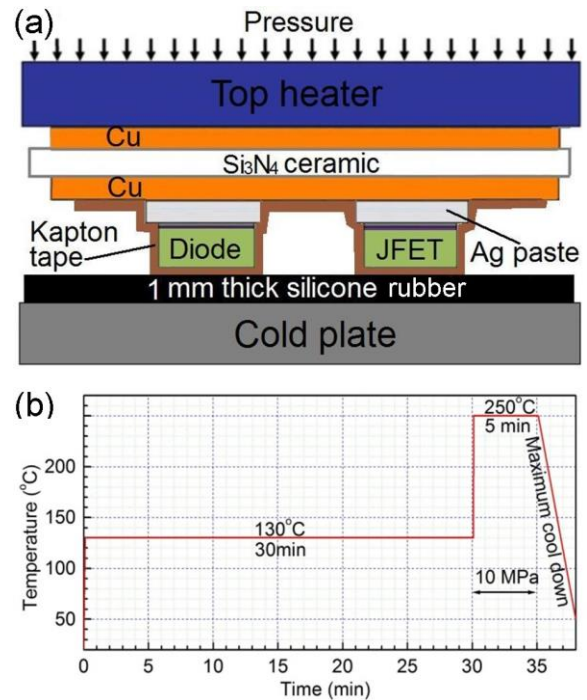 (a)
Pressure
Top heater
Cu
Si₃N₄ ceramic
Cu
Kapton
tape
Diode
JFET
Ag paste
1 mm thick silicone rubber
Cold plate
(b)
250°C
5 min
Maximum cool down
130°C
30min
10 MPa
Temperature (°C)
200
150
100
50
0
5
10
15
20
25
30
35
Time (min)